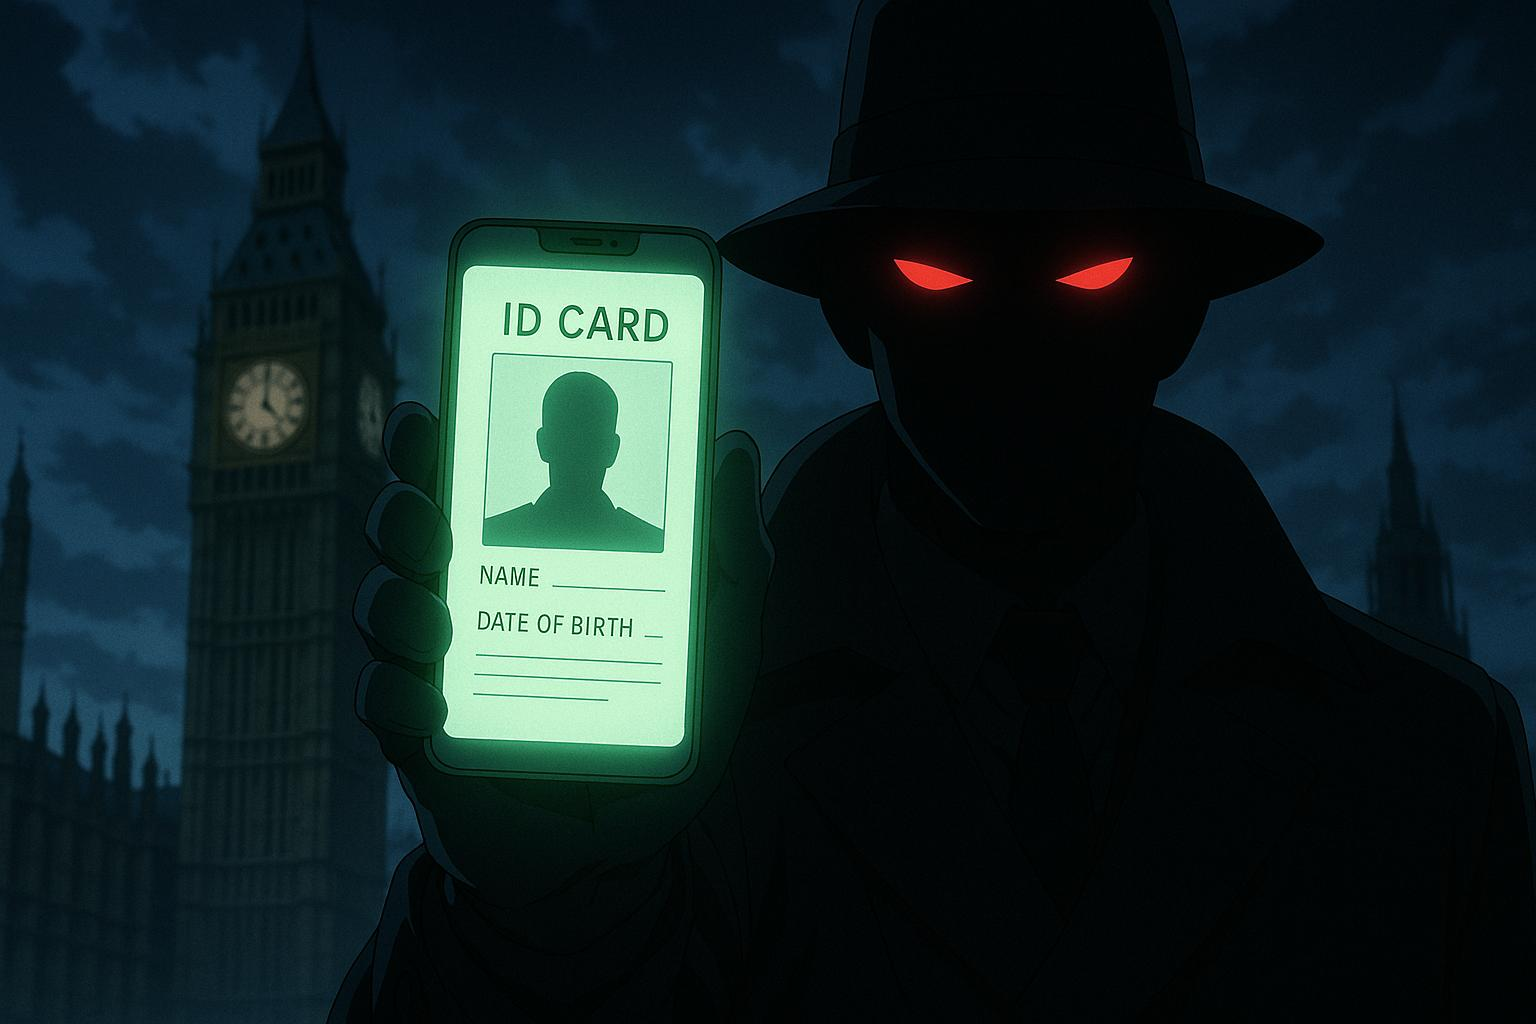 ID CARD
NAME
DATE OF BIRTH